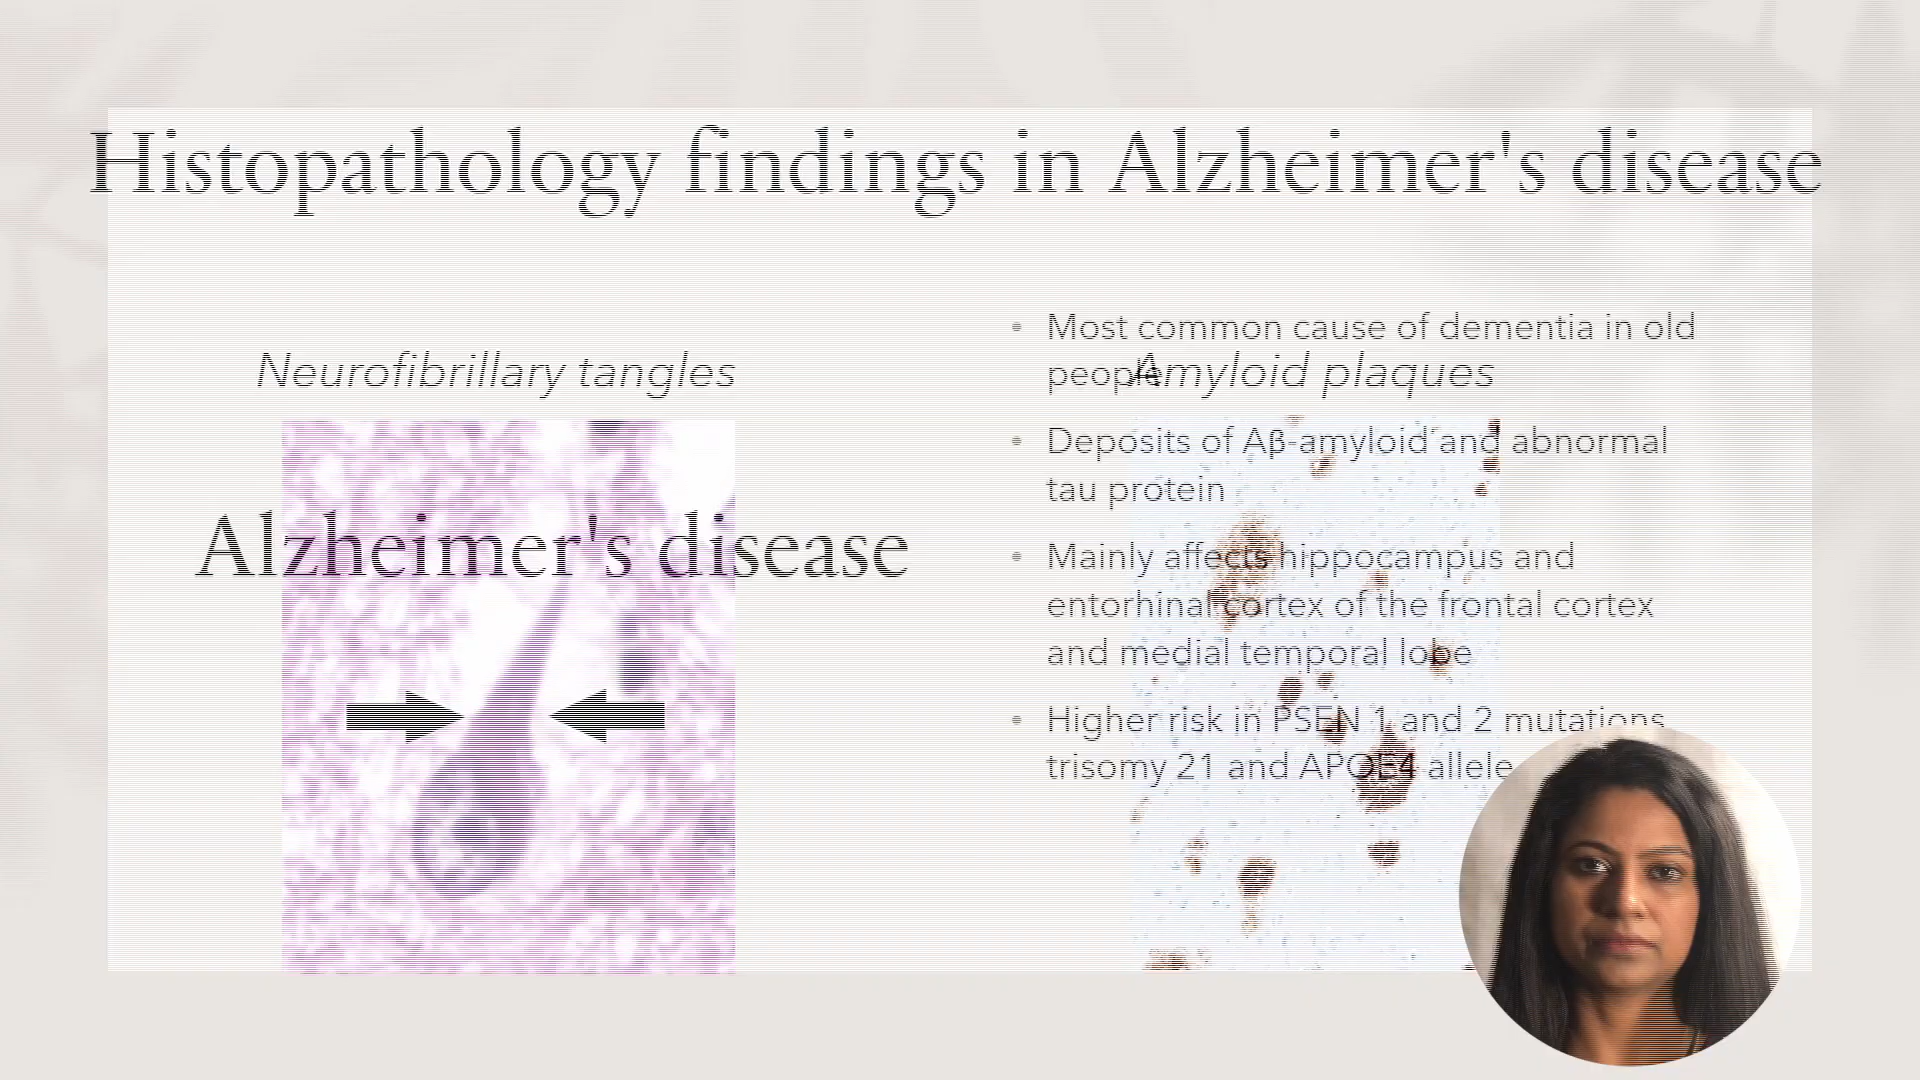 Histopathology findings in Alzheimer's disease
Neurofibrillary tangles
Amyloid plaques
Alzheimer's disease
• Most common cause of dementia in old
people
• Deposits of Aβ-amyloid and abnormal
tau protein
• Mainly affects hippocampus and
entorhinal cortex of the frontal cortex
and medial temporal lobe
• Higher risk in PSEN 1 and 2 mutations
trisomy 21 and APOE4 allele